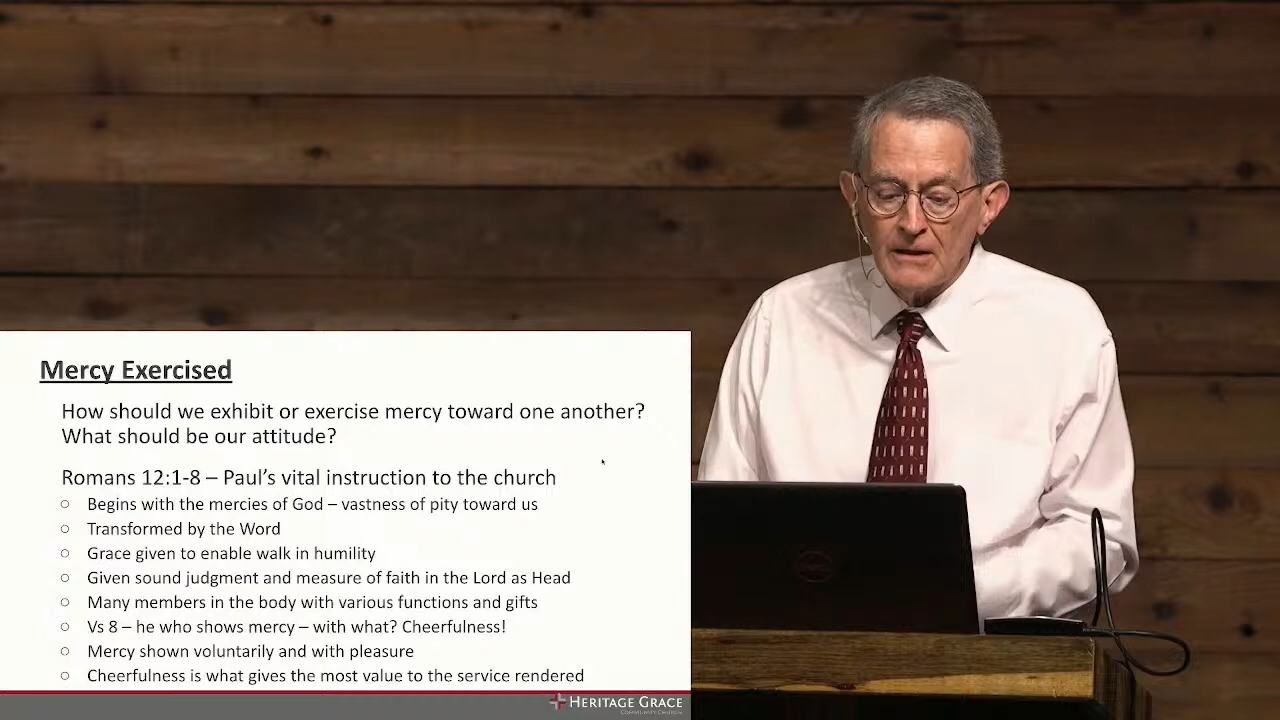 Mercy Exercised
How should we exhibit or exercise mercy toward one another?
What should be our attitude?
Romans 12:1-8 – Paul's vital instruction to the church
○ Begins with the mercies of God – vastness of pity toward us
○ Transformed by the Word
○ Grace given to enable walk in humility
○ Given sound judgment and measure of faith in the Lord as Head
○ Many members in the body with various functions and gifts
○ Vs 8 – he who shows mercy – with what? Cheerfulness!
○ Mercy shown voluntarily and with pleasure
○ Cheerfulness is what gives the most value to the service rendered
HERITAGE GRACE
COMMUNITY CHURCH